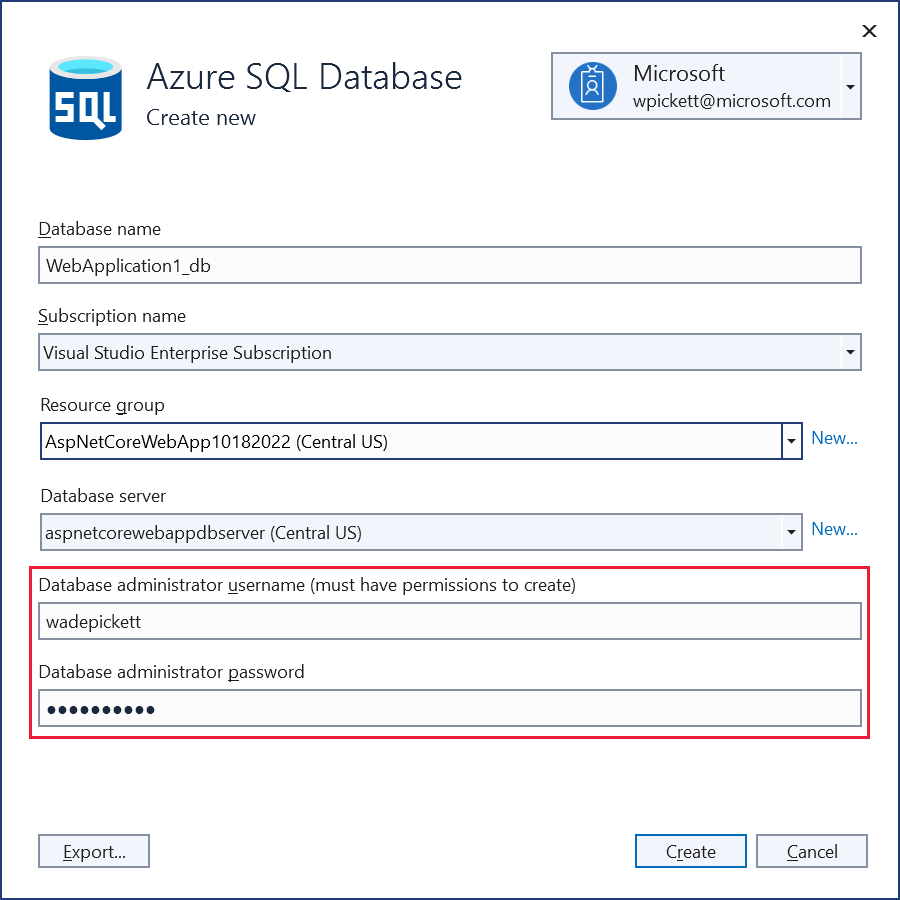 Azure SQL Database
Create new
SQL
Microsoft
wpickett@microsoft.com
Database name
WebApplication1_db
Subscription name
Visual Studio Enterprise Subscription
Resource group
AspNetCoreWebApp10182022 (Central US)
New...
Database server
aspnetcorewebappdbserver (Central US)
New...
Database administrator username (must have permissions to create)
wadepickett
Database administrator password
●●●●●●●●●●
Export...
Create
Cancel